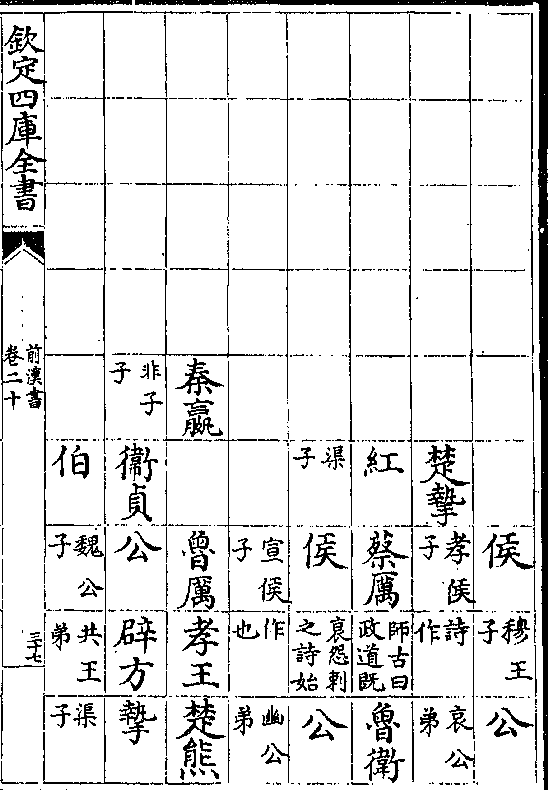 侯
穆王
子
公
楚摯
孝侯
子
詩
作
哀公
弟
紅
蔡厲
師古曰
政道既
魯衛
渠
子
侯
哀怨刺
之詩始
公
宣侯
子
作
也
幽公
弟
秦嬴
魯厲
孝王
楚熊
非子
子
衞貞
公
辟方
摯
伯
魏公
子
共王
弟
渠
子
欽定四庫全書
前漢書
卷二十
三十七